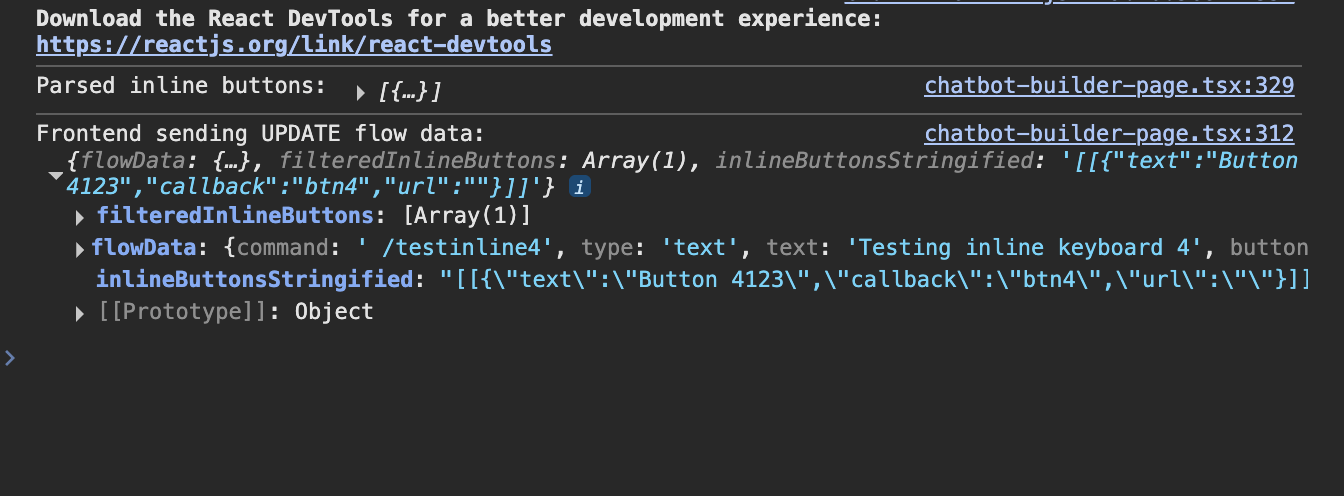 Download the React DevTools for a better development experience:
https://reactjs.org/link/react-devtools
Parsed inline buttons: ▶ [{…}] chatbot-builder-page.tsx:329
Frontend sending UPDATE flow data: chatbot-builder-page.tsx:312
{flowData: {…}, filteredInlineButtons: Array(1), inlineButtonsStringified: '[[{"text":"Button
4123","callback":"btn4","url":""}]]'} i
▶ filteredInlineButtons: [Array(1)]
▶ flowData: {command: ' /testinline4', type: 'text', text: 'Testing inline keyboard 4', button
inlineButtonsStringified: "[[{\"text\":\"Button 4123\",\"callback\":\"btn4\",\"url\":\"\"}]]
▶ [[Prototype]]: Object